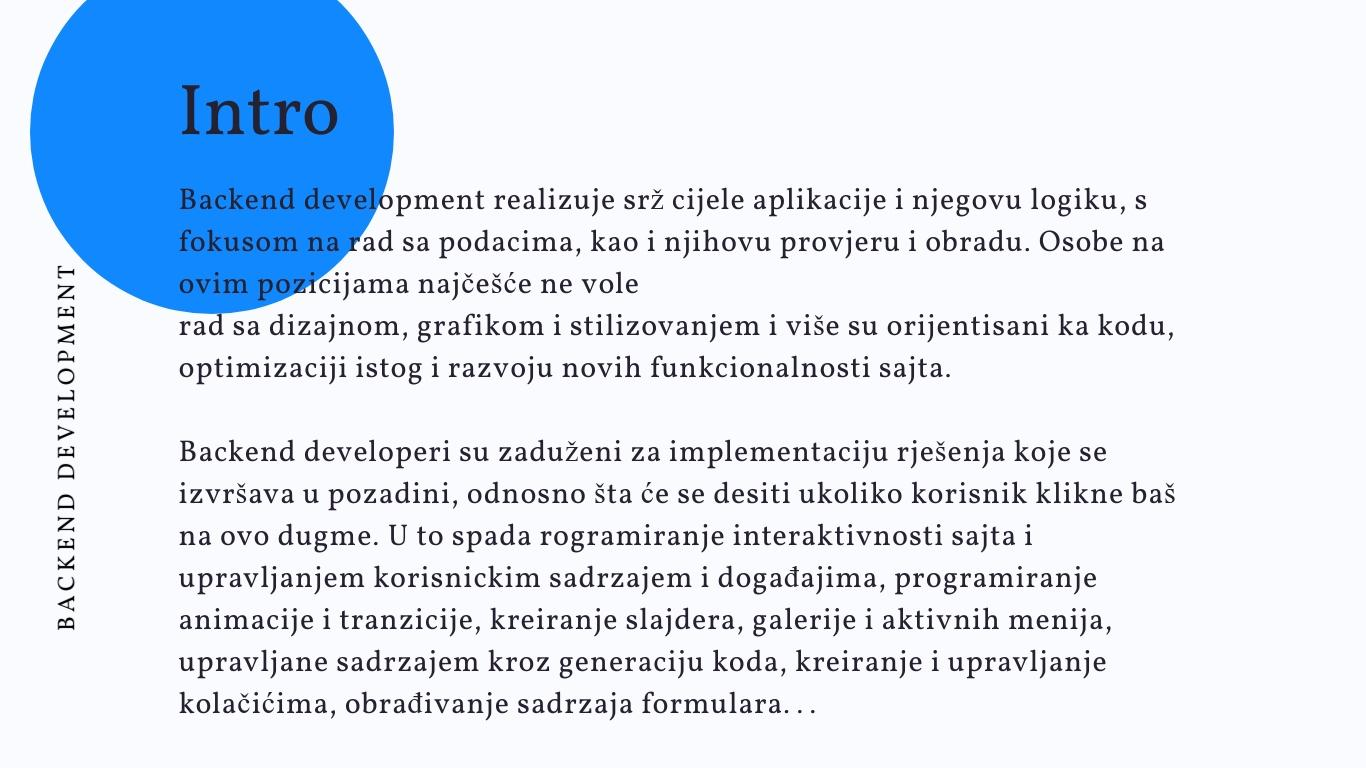 Intro
Backend development realizuje srž cijele aplikacije i njegovu logiku, s
fokusom na rad sa podacima, kao i njihovu provjeru i obradu. Osobe na
ovim pozicijama najčešće ne vole
rad sa dizajnom, grafikom i stilizovanjem i više su orijentisani ka kodu,
optimizaciji istog i razvoju novih funkcionalnosti sajta.
Backend developeri su zaduženi za implementaciju rješenja koje se
izvršava u pozadini, odnosno šta će se desiti ukoliko korisnik klikne baš
na ovo dugme. U to spada rogramiranje interaktivnosti sajta i
upravljanjem korisnickim sadrzajem i događajima, programiranje
animacije i tranzicije, kreiranje slajdera, galerije i aktivnih menija,
upravljane sadrzajem kroz generaciju koda, kreiranje i upravljanje
kolačićima, obrađivanje sadrzaja formulara...
BACKEND DEVELOPMENT